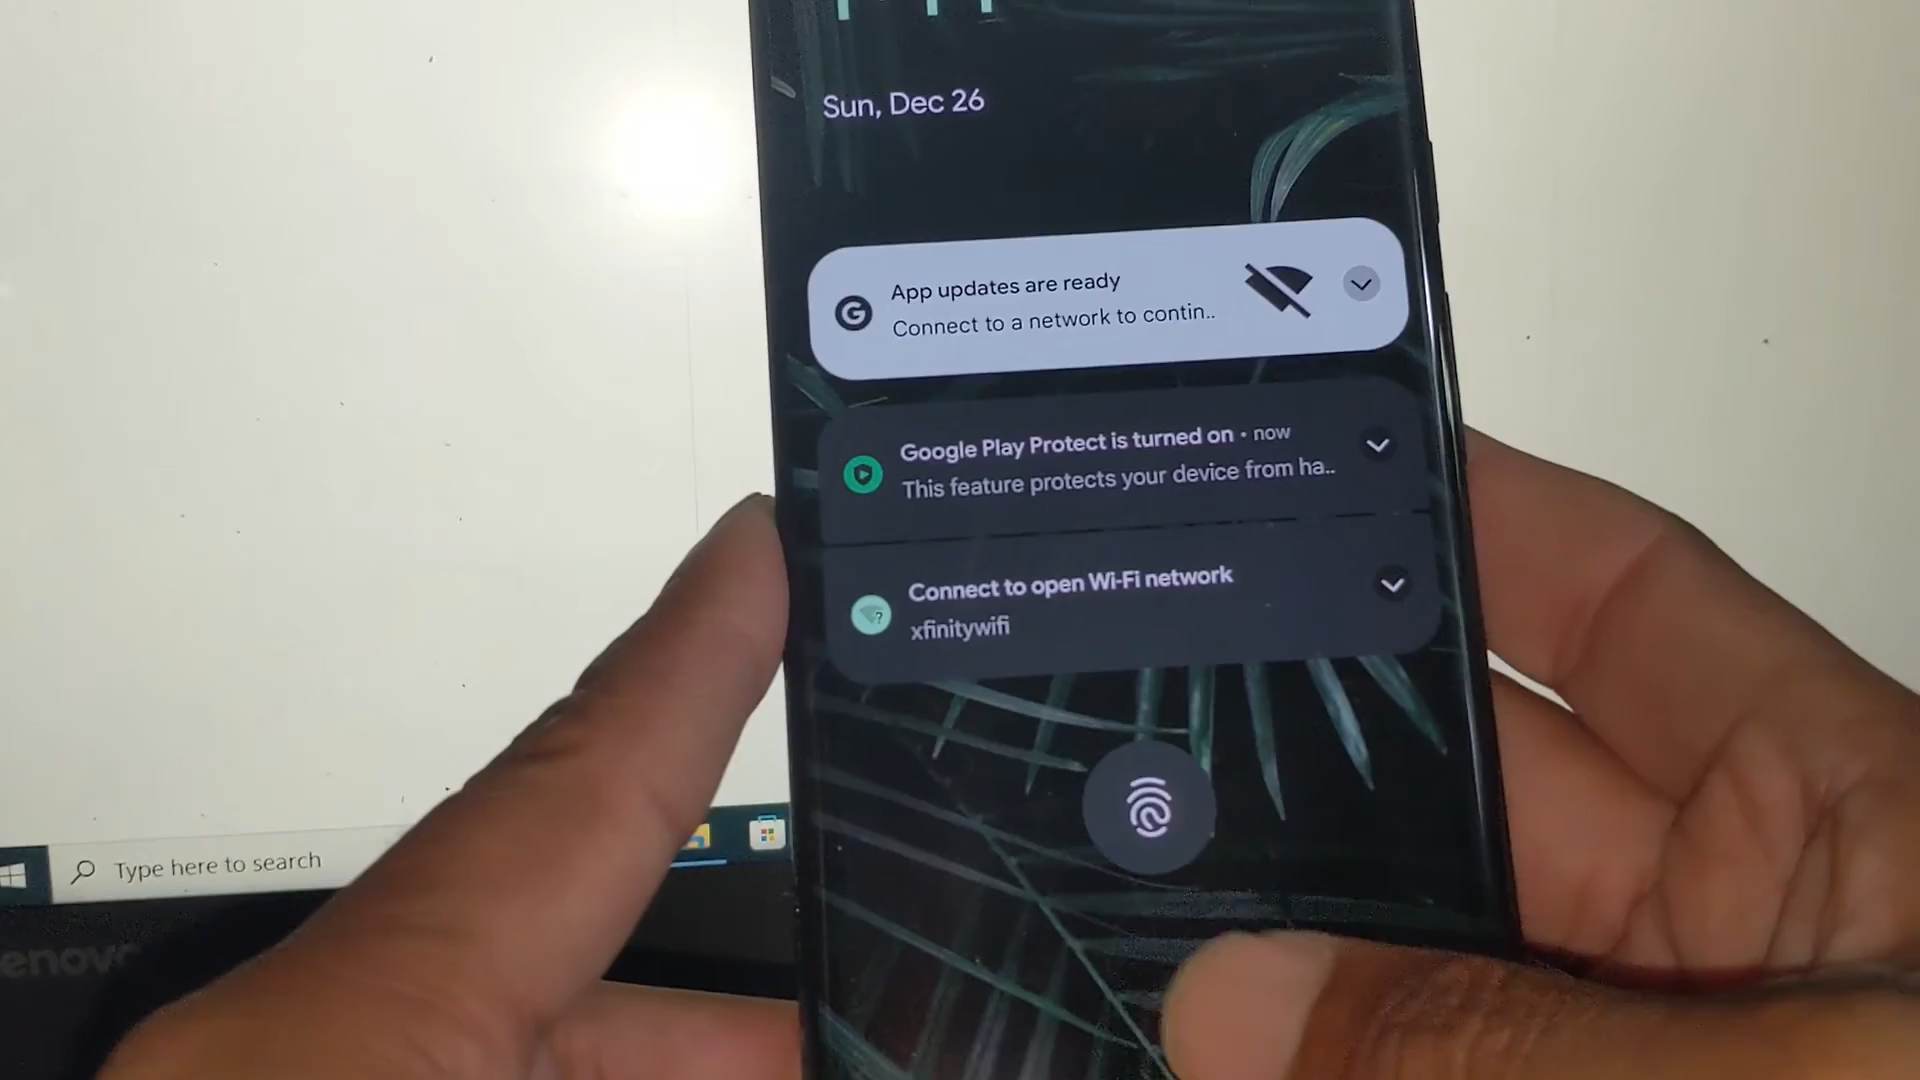 Sun, Dec 26
App updates are ready
Connect to a network to contin..
Google Play Protect is turned on • now
This feature protects your device from ha..
Connect to open Wi-Fi network
xfinitywifi
Type here to search
enovo